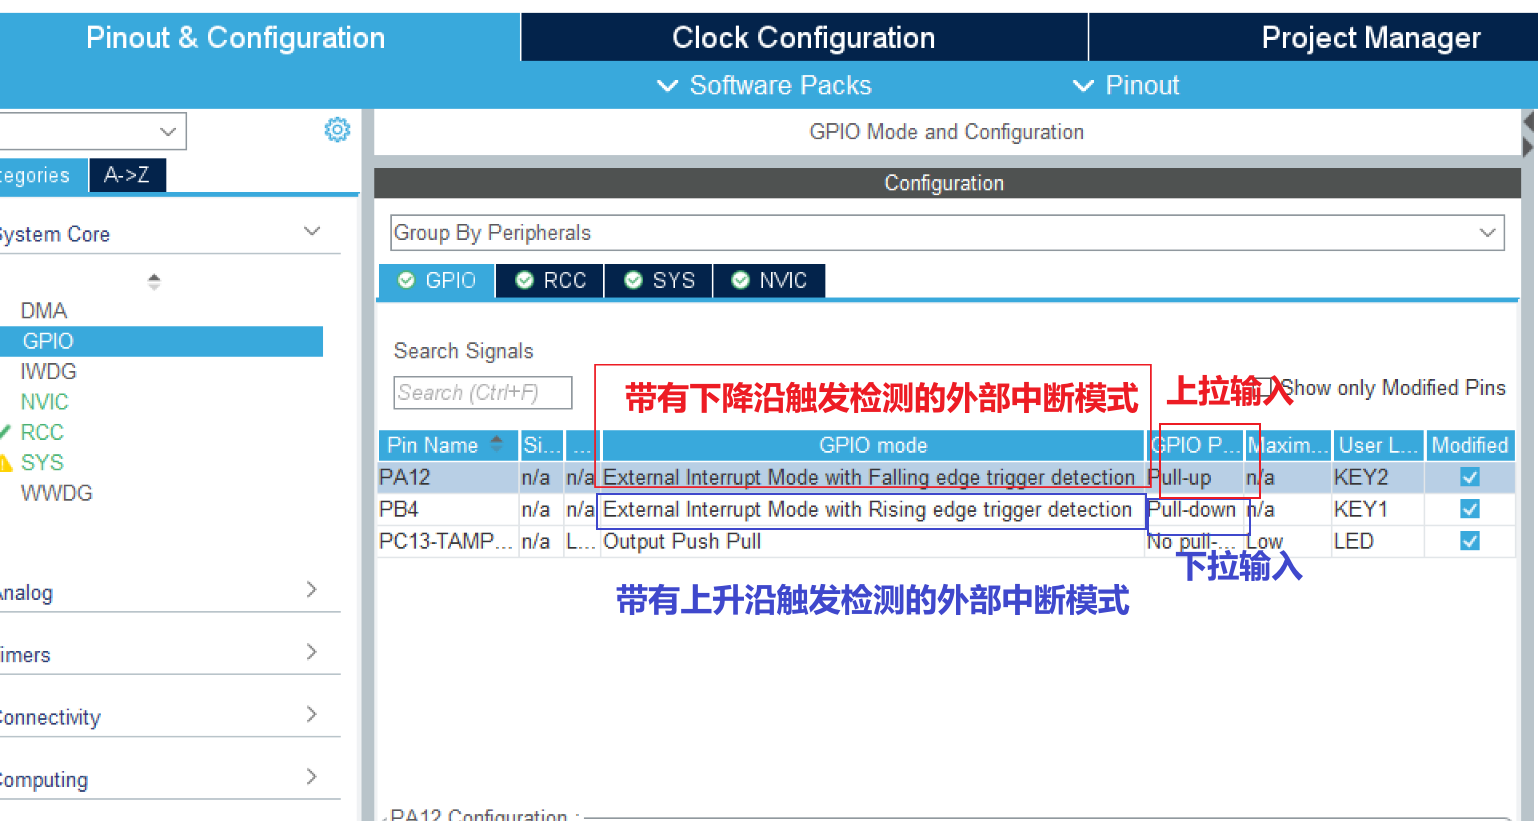 Pinout & Configuration
Clock Configuration
Project Manager
Software Packs
Pinout
GPIO Mode and Configuration
tegories
A->Z
Configuration
System Core
Group By Peripherals
GPIO
RCC
SYS
NVIC
DMA
GPIO
IWDG
NVIC
RCC
SYS
WWDG
Search Signals
Search (Ctrl+F)
带有下降沿触发检测的外部中断模式
上拉输入
Show only Modified Pins
Pin Name Si... ... GPIO mode GPIO P... Maxim... User L... Modified
PA12 n/a n/a External Interrupt Mode with Falling edge trigger detection Pull-up n/a KEY2
PB4 n/a n/a External Interrupt Mode with Rising edge trigger detection Pull-down n/a KEY1
PC13-TAMP... n/a L... Output Push Pull No pull-... Low LED
下拉输入
带有上升沿触发检测的外部中断模式
Analog
Timers
Connectivity
Computing
PA12 Configuration :